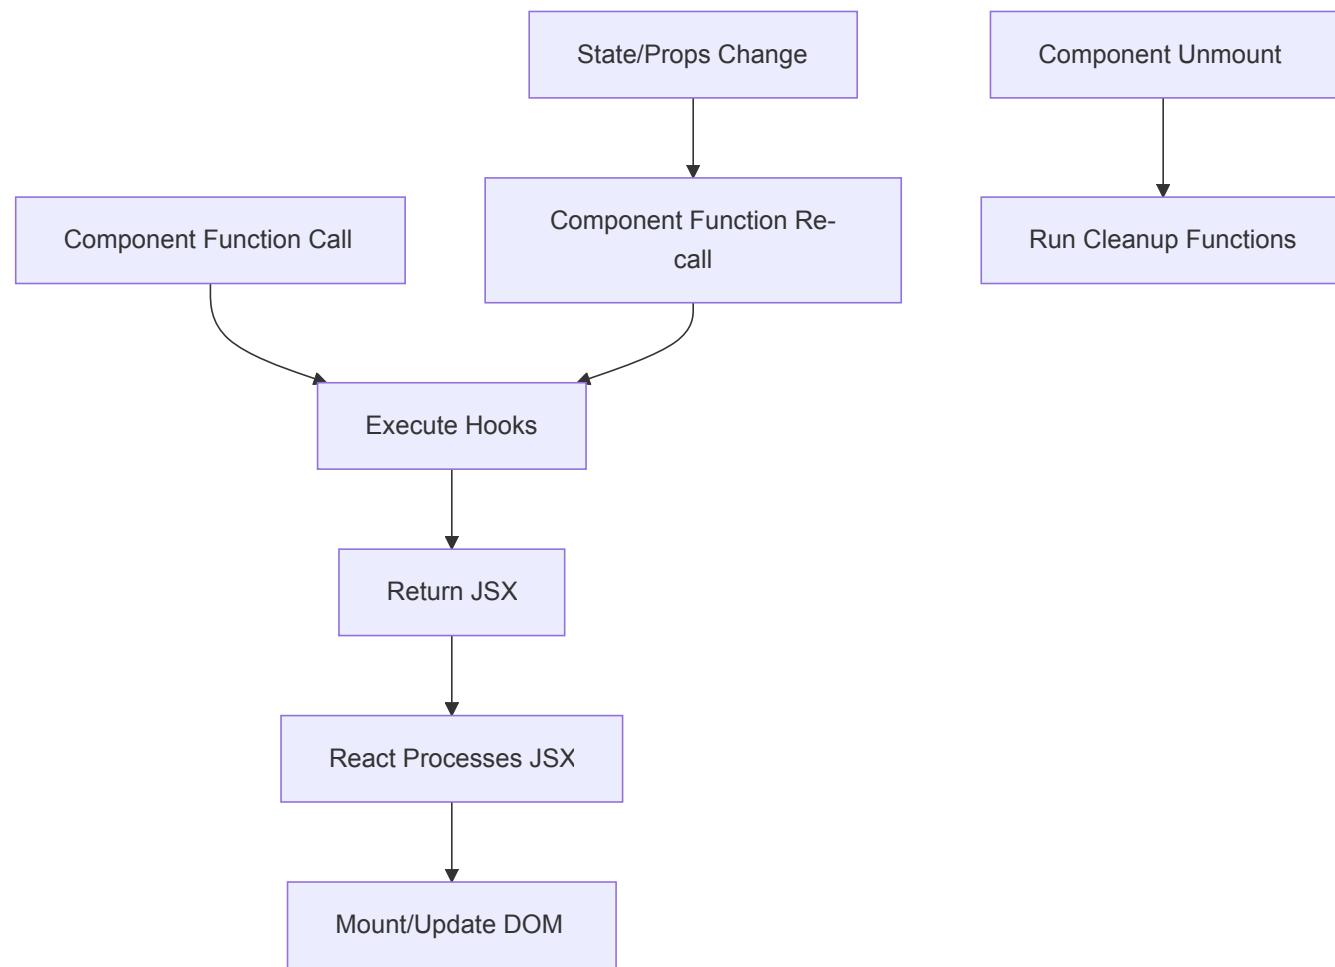 State/Props Change
Component Unmount
Component Function Call
Component Function Re-
call
Run Cleanup Functions
Execute Hooks
Return JSX
React Processes JSX
Mount/Update DOM